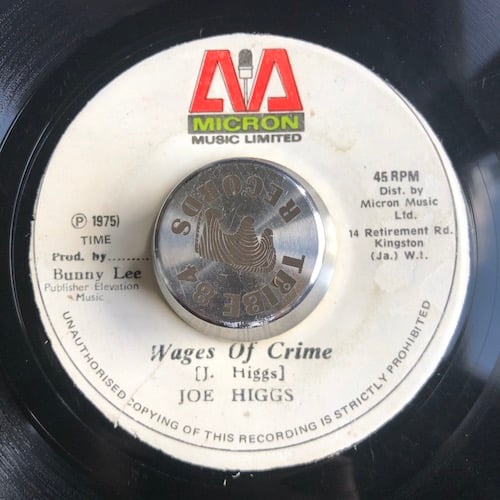 MICRON
MUSIC LIMITED
45 RPM
Dist. by
Micron Music
Ltd.
14 Retirement Rd.
Kingston
(Ja.) W.I.
Ⓟ 1975)
TIME
Prod. by.........
Bunny Lee
Publisher Elevation
Music
TRIBE 84 RECORDS
Wages Of Crime
[J. Higgs]
JOE HIGGS
UNAUTHORISED COPYING OF THIS RECORDING IS STRICTLY PROHIBITED